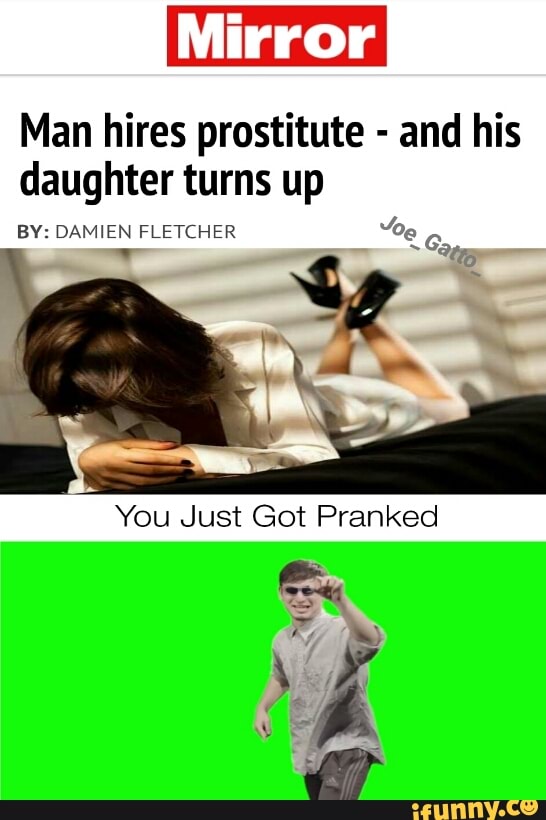 Mirror
Man hires prostitute - and his
daughter turns up
BY: DAMIEN FLETCHER
Joe_Gatto_
You Just Got Pranked
ifunny.co